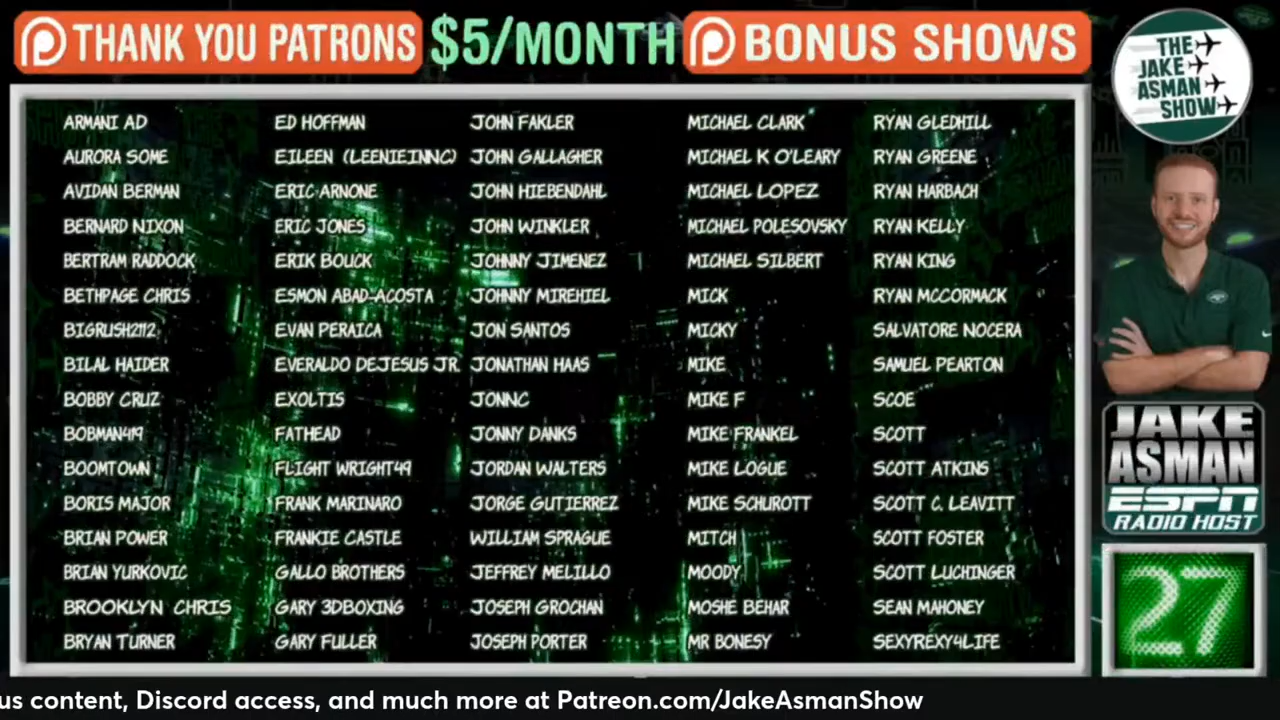 THANK YOU PATRONS $5/MONTH BONUS SHOWS
THE
JAKE
ASMAN
SHOW
ARMANI AD
AURORA SOME
AVIDAN BERMAN
BERNARD NIXON
BERTRAM RADDOCK
BETHPAGE CHRIS
BIGRUSH2112
BILAL HAIDER
BOBBY CRUZ
BOBMAN419
BOOMTOWN
BORIS MAJOR
BRIAN POWER
BRIAN YURKOVIC
BROOKLYN CHRIS
BRYAN TURNER
ED HOFFMAN
EILEEN (LEENIEINNC)
ERIC ARNONE
ERIC JONES
ERIK BOUCK
ESMON ABAD-ACOSTA
EVAN PERAICA
EVERALDO DEJESUS JR.
EXOLTIS
FATHEAD
FLIGHT WRIGHT49
FRANK MARINARO
FRANKIE CASTLE
GALLO BROTHERS
GARY 3DBOXING
GARY FULLER
JOHN FAKLER
JOHN GALLAGHER
JOHN HIEBENDAHL
JOHN WINKLER
JOHNNY JIMENEZ
JOHNNY MIREHIEL
JON SANTOS
JONATHAN HAAS
JONNC
JONNY DANKS
JORDAN WALTERS
JORGE GUTIERREZ
WILLIAM SPRAGUE
JEFFREY MELILLO
JOSEPH GROCHAN
JOSEPH PORTER
MICHAEL CLARK
MICHAEL K O'LEARY
MICHAEL LOPEZ
MICHAEL POLESOVSKY
MICHAEL SILBERT
MICK
MICKY
MIKE
MIKE F
MIKE FRANKEL
MIKE LOGUE
MIKE SCHUROTT
MITCH
MOODY
MOSHE BEHAR
MR BONESY
RYAN GLEDHILL
RYAN GREENE
RYAN HARBACH
RYAN KELLY
RYAN KING
RYAN MCCORMACK
SALVATORE NOCERA
SAMUEL PEARTON
SCOE
SCOTT
SCOTT ATKINS
SCOTT C. LEAVITT
SCOTT FOSTER
SCOTT LUCHINGER
SEAN MAHONEY
SEXYREXY4LIFE
JAKE
ASMAN
ESPN
RADIO HOST
27
us content, Discord access, and much more at Patreon.com/JakeAsmanShow